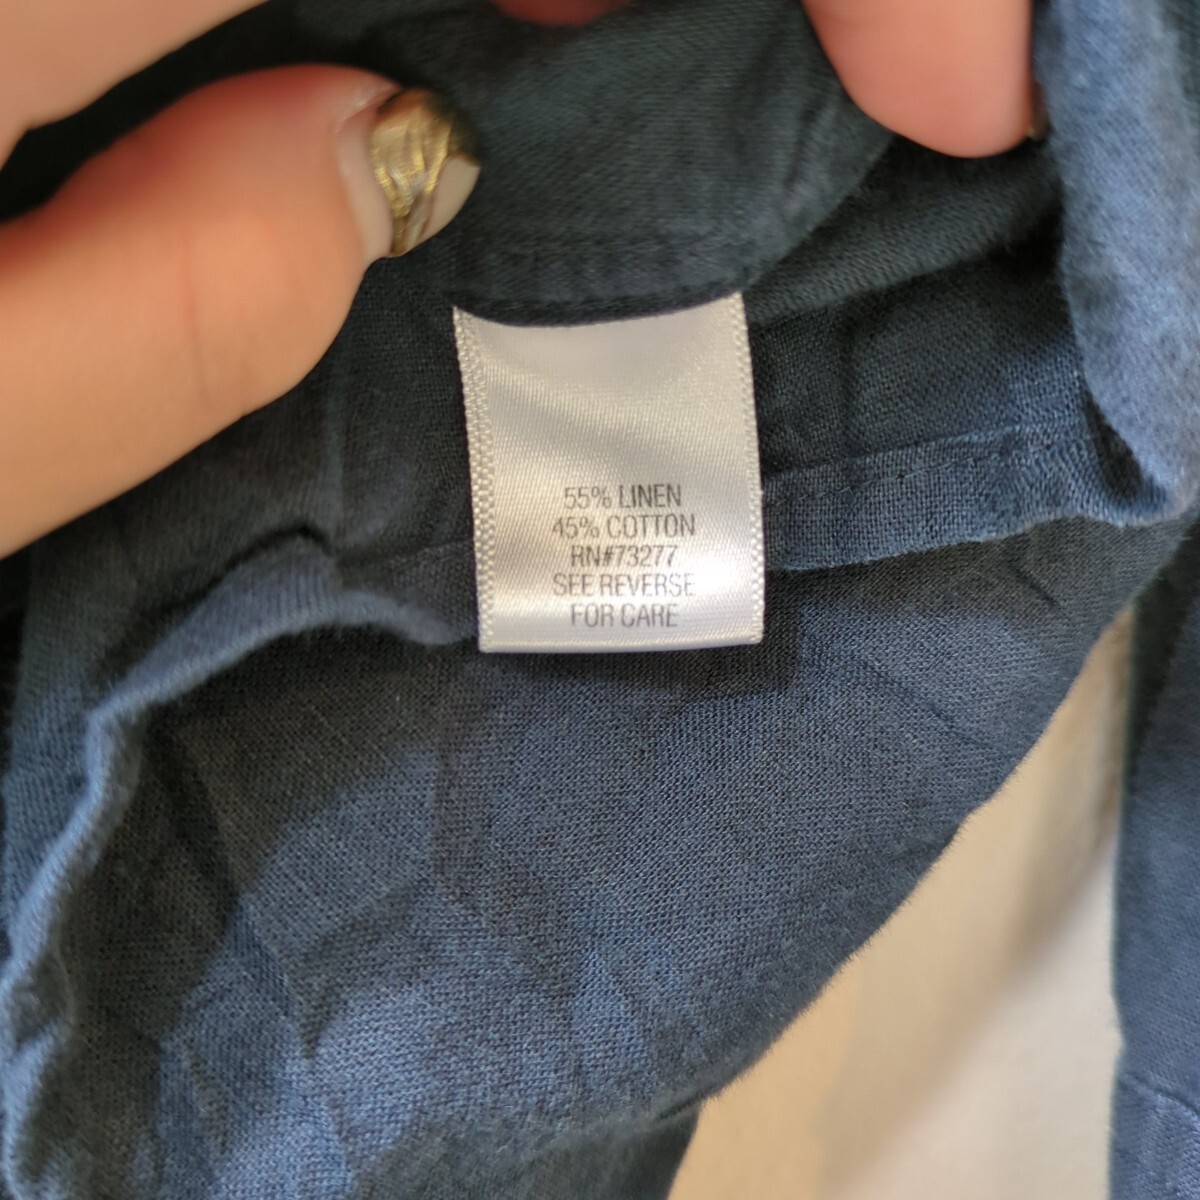 55% LINEN
45% COTTON
RN#73277
SEE REVERSE
FOR CARE